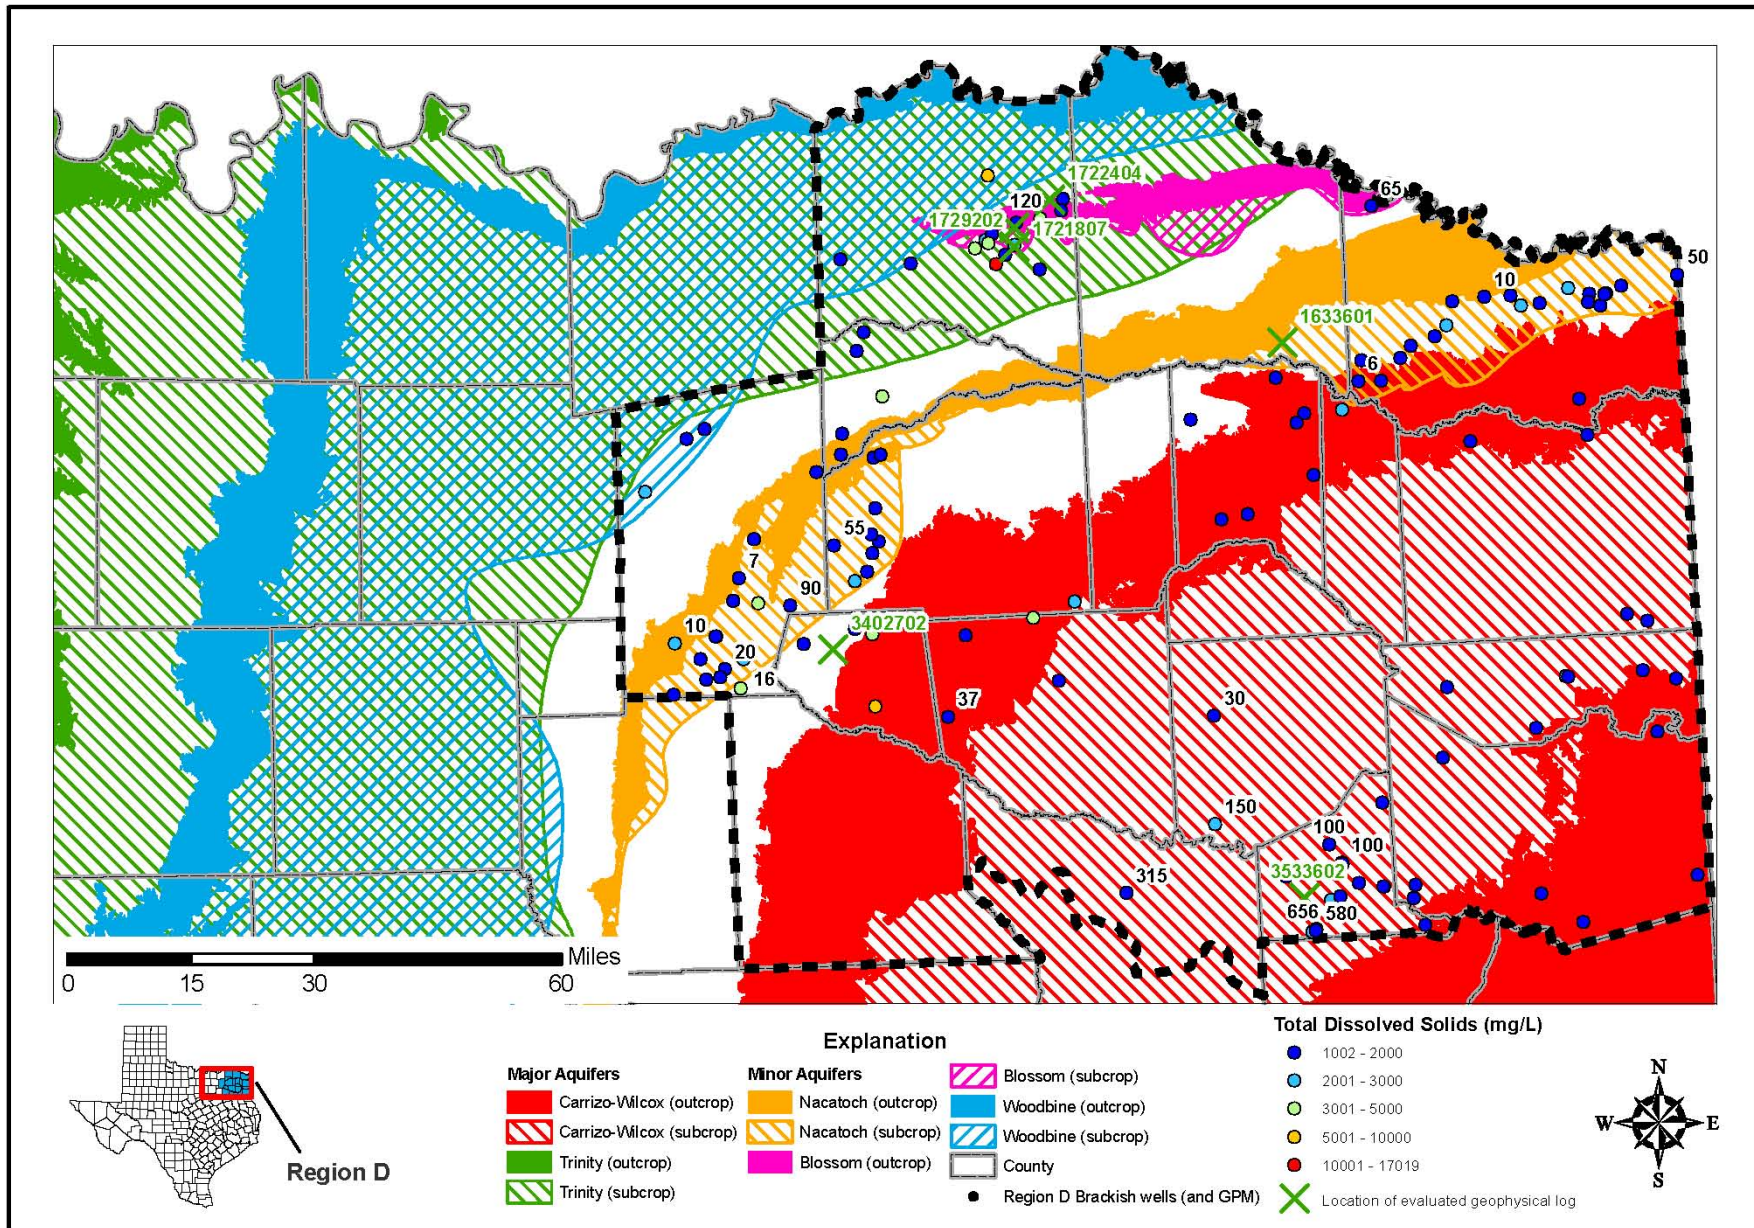 1722404
120
65
1729202
1721807
50
10
1633601
6
55
7
90
10
3402702
20
16
37
30
150
100
100
315
3533602
656
580
Miles
0
15
30
60
Explanation
Region D
Major Aquifers
Carrizo-Wilcox (outcrop)
Carrizo-Wilcox (subcrop)
Trinity (outcrop)
Trinity (subcrop)
Minor Aquifers
Nacatoch (outcrop)
Nacatoch (subcrop)
Blossom (outcrop)
Blossom (subcrop)
Woodbine (outcrop)
Woodbine (subcrop)
County
Region D Brackish wells (and GPM)
Total Dissolved Solids (mg/L)
1002 - 2000
2001 - 3000
3001 - 5000
5001 - 10000
10001 - 17019
Location of evaluated geophysical log
N
W
E
S